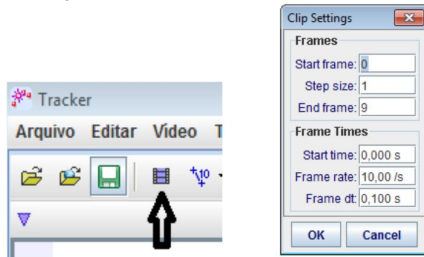 Tracker
Arquivo Editar Vídeo
10
Clip Settings
Frames
Start frame: 0
Step size: 1
End frame: 9
Frame Times
Start time: 0,000 s
Frame rate: 10,00 /s
Frame dt: 0,100 s
OK Cancel